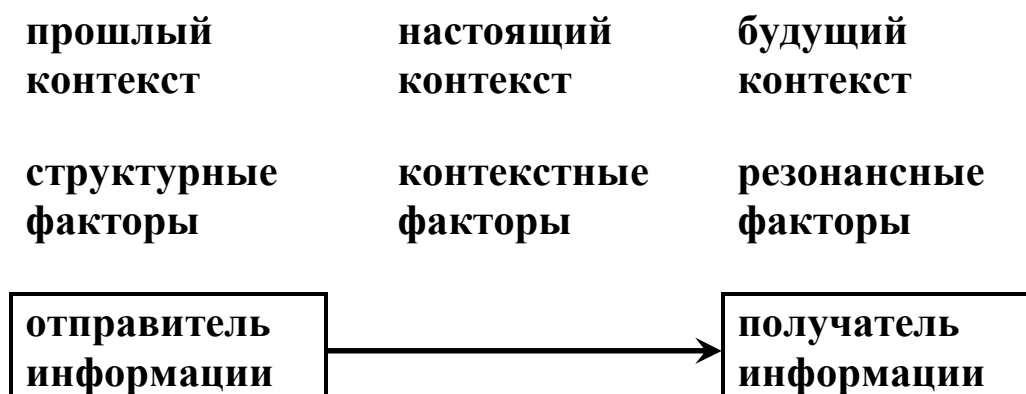 прошлый настоящий будущий
контекст контекст контекст
структурные контекстные резонансные
факторы факторы факторы
отправитель получатель
информации информации